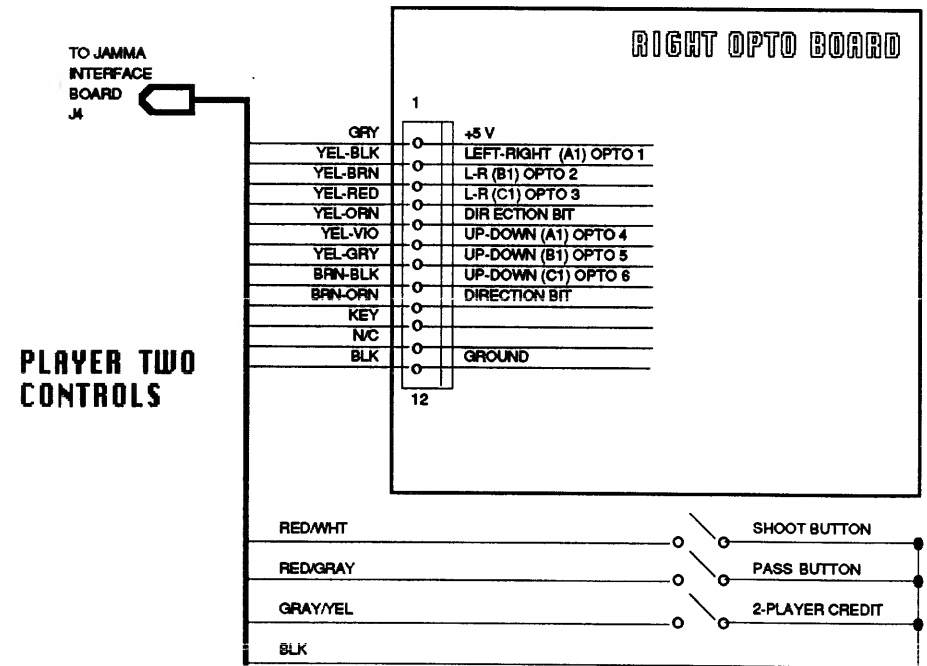 RIGHT OPTO BOARD
TO JAMMA
INTERFACE
BOARD
J4
1
GRY +5 V
YEL-BLK LEFT-RIGHT (A1) OPTO 1
YEL-BRN L-R (B1) OPTO 2
YEL-RED L-R (C1) OPTO 3
YEL-ORN DIR ECTION BIT
YEL-VIO UP-DOWN (A1) OPTO 4
YEL-GRY UP-DOWN (B1) OPTO 5
BRN-BLK UP-DOWN (C1) OPTO 6
BRN-ORN DIRECTION BIT
KEY
N/C
BLK GROUND
12
PLAYER TWO
CONTROLS
RED/WHT SHOOT BUTTON
RED/GRAY PASS BUTTON
GRAY/YEL 2-PLAYER CREDIT
BLK